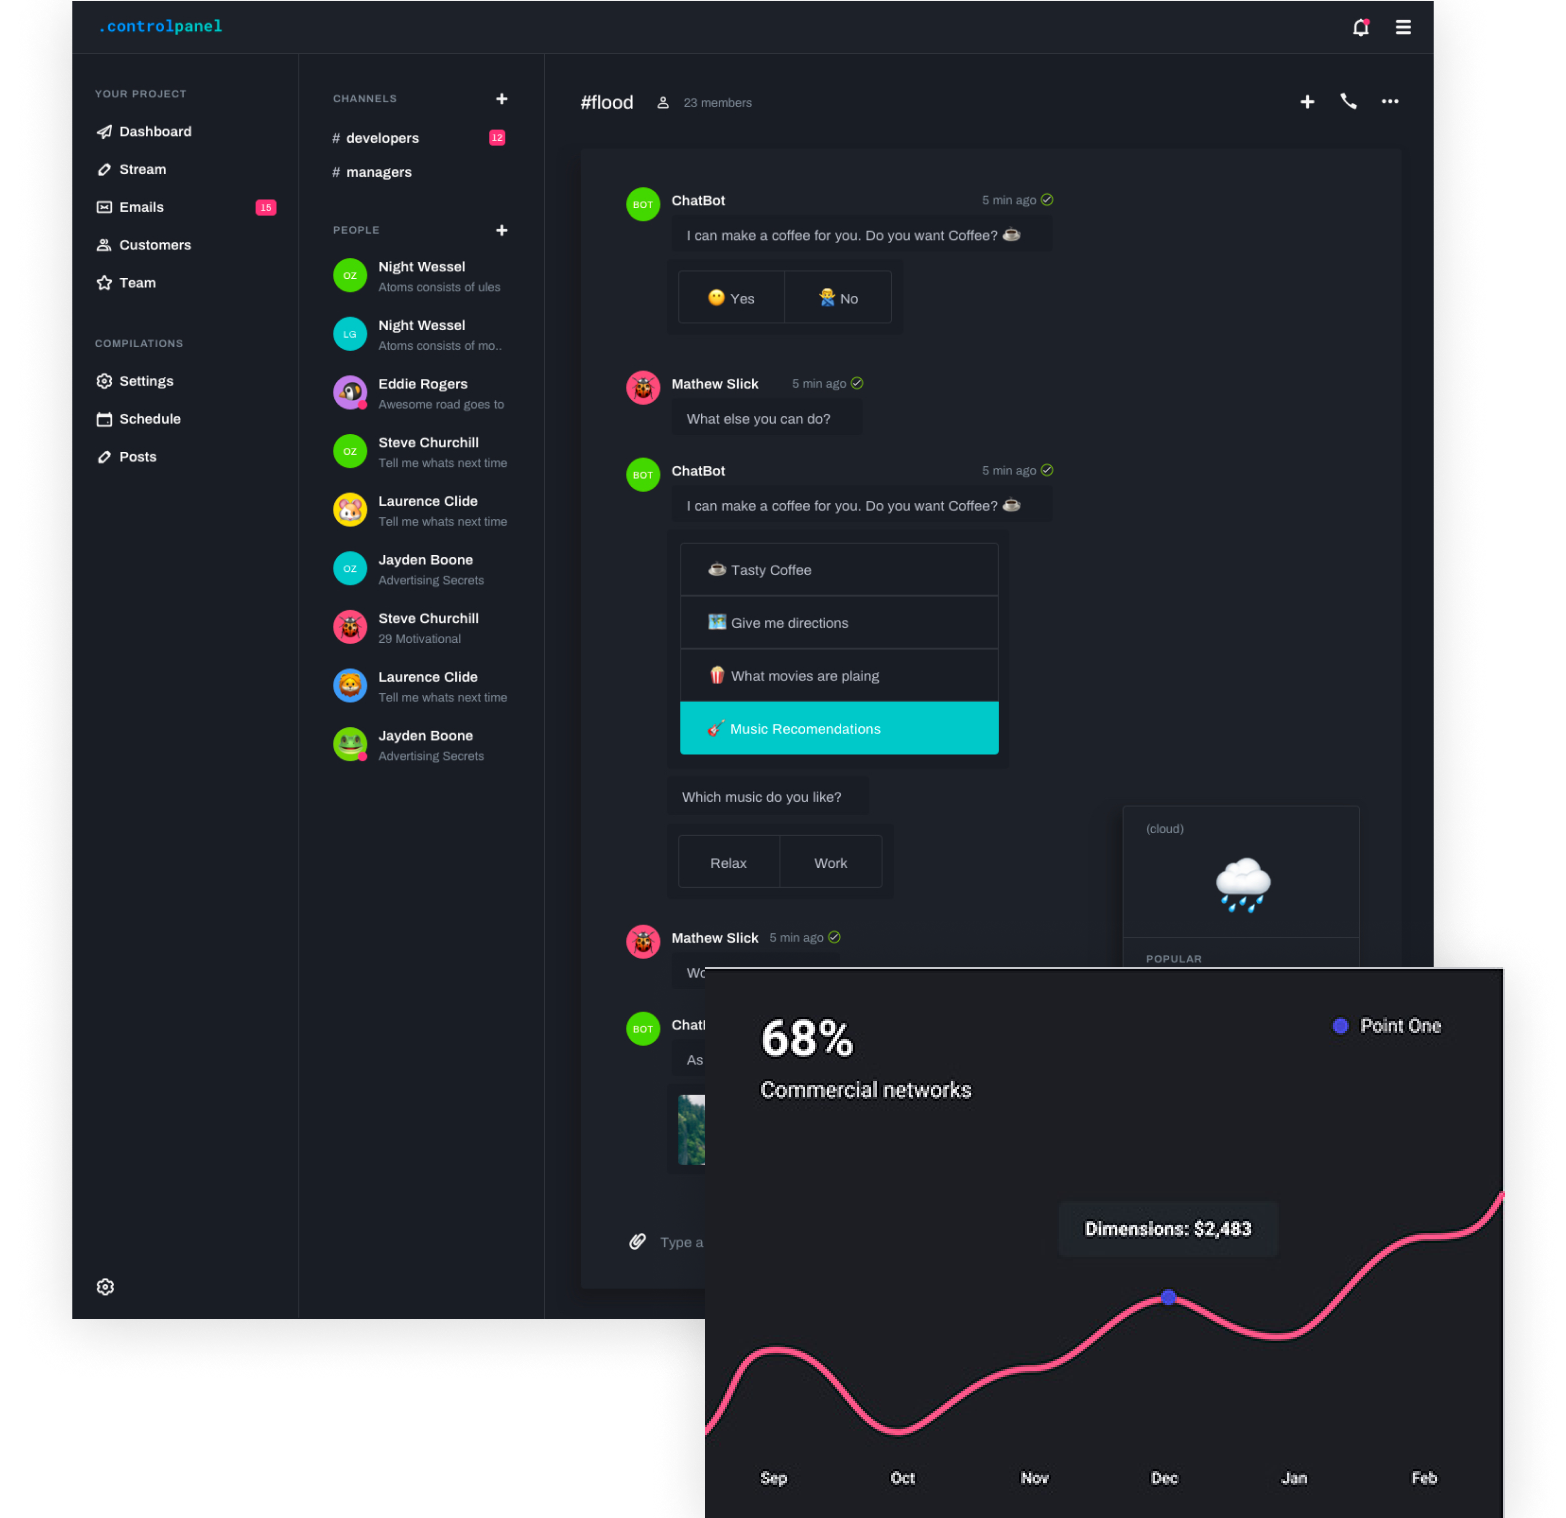 .controlpanel
YOUR PROJECT
Dashboard
Stream
Emails 15
Customers
Team
COMPILATIONS
Settings
Schedule
Posts
CHANNELS
# developers 12
# managers
PEOPLE
OZ
Night Wessel
Atoms consists of ules
LG
Night Wessel
Atoms consists of mo..
Eddie Rogers
Awesome road goes to
OZ
Steve Churchill
Tell me whats next time
Laurence Clide
Tell me whats next time
OZ
Jayden Boone
Advertising Secrets
Steve Churchill
29 Motivational
Laurence Clide
Tell me whats next time
Jayden Boone
Advertising Secrets
#flood 23 members
BOT
ChatBot 5 min ago
I can make a coffee for you. Do you want Coffee? ☕
😶 Yes 🙅‍♂️ No
Mathew Slick 5 min ago
What else you can do?
BOT
ChatBot 5 min ago
I can make a coffee for you. Do you want Coffee? ☕
☕ Tasty Coffee
🗺️ Give me directions
🍿 What movies are plaing
🎸 Music Recomendations
Which music do you like?
Relax Work
Mathew Slick 5 min ago
BOT
As
Type a
(cloud)
POPULAR
68%
Commercial networks
Point One
Dimensions: $2,483
Sep Oct Nov Dec Jan Feb